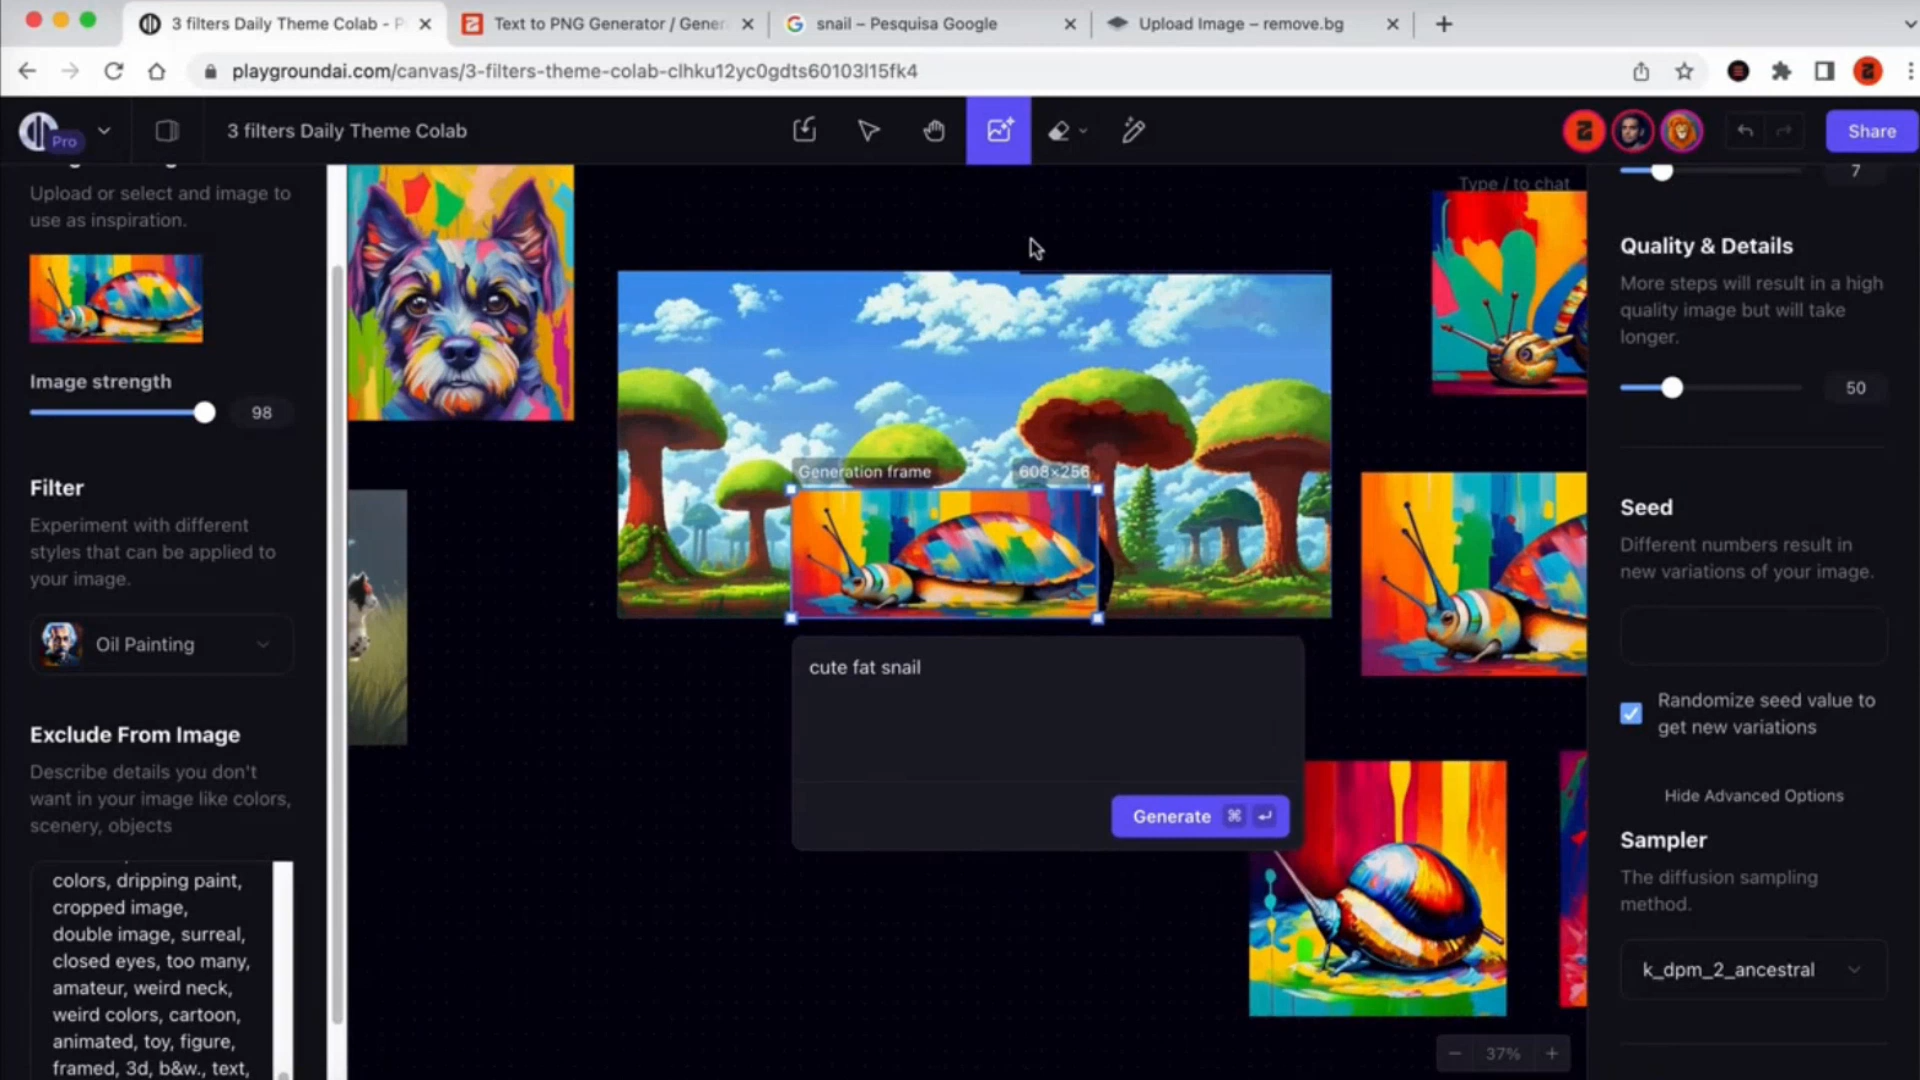 3 filters Daily Theme Colab - P
Text to PNG Generator / Gener
snail – Pesquisa Google
Upload Image – remove.bg
playgroundai.com/canvas/3-filters-theme-colab-clhku12yc0gdts60103l15fk4
Pro
3 filters Daily Theme Colab
Share
Upload or select and image to
use as inspiration.
Image strength
98
Filter
Experiment with different
styles that can be applied to
your image.
Oil Painting
Exclude From Image
Describe details you don't
want in your image like colors,
scenery, objects
colors, dripping paint,
cropped image,
double image, surreal,
closed eyes, too many,
amateur, weird neck,
weird colors, cartoon,
animated, toy, figure,
framed, 3d, b&w., text,
Type / to chat
Generation frame
608×256
cute fat snail
Generate ⌘ ↵
37%
7
Quality & Details
More steps will result in a high
quality image but will take
longer.
50
Seed
Different numbers result in
new variations of your image.
Randomize seed value to
get new variations
Hide Advanced Options
Sampler
The diffusion sampling
method.
k_dpm_2_ancestral